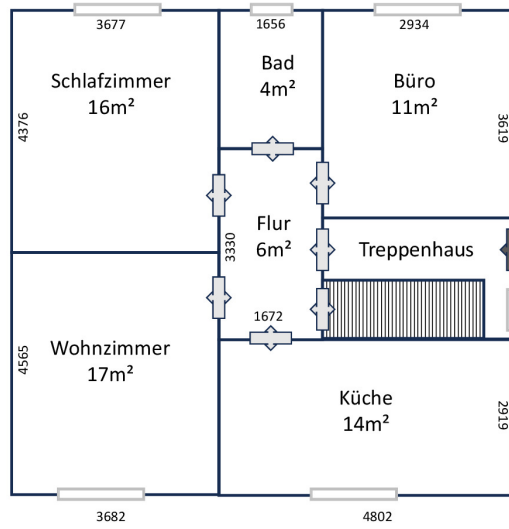 3677
1656
2934
Schlafzimmer
16m²
Bad
4m²
Büro
11m²
4376
3619
Flur
6m²
3330
Treppenhaus
1672
Wohnzimmer
17m²
4565
Küche
14m²
2919
3682
4802